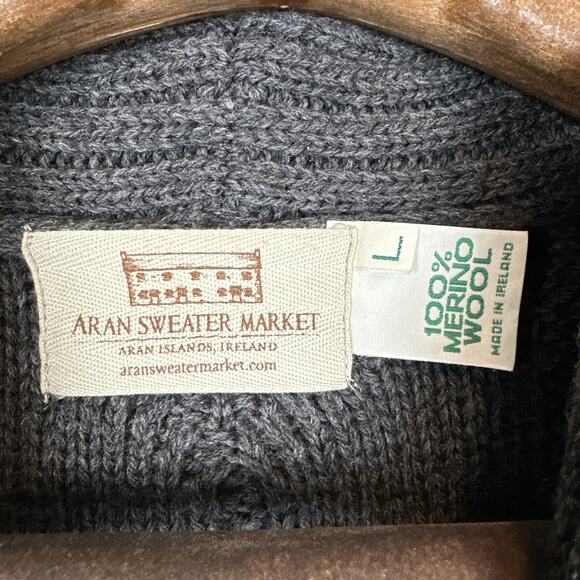 ARAN SWEATER MARKET
ARAN ISLANDS, IRELAND
aransweatermarket.com
L
100%
MERINO
WOOL
MADE IN IRELAND